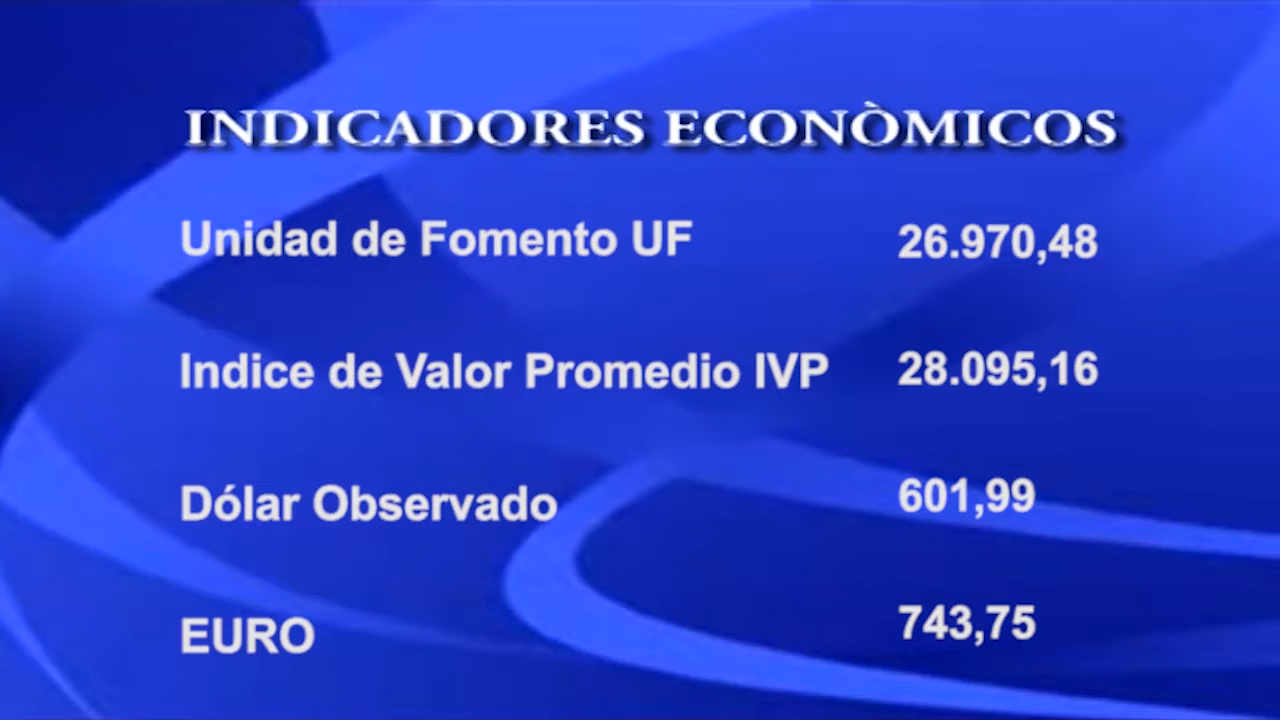 INDICADORES ECONÒMICOS
Unidad de Fomento UF 26.970,48
Indice de Valor Promedio IVP 28.095,16
Dólar Observado 601,99
EURO 743,75